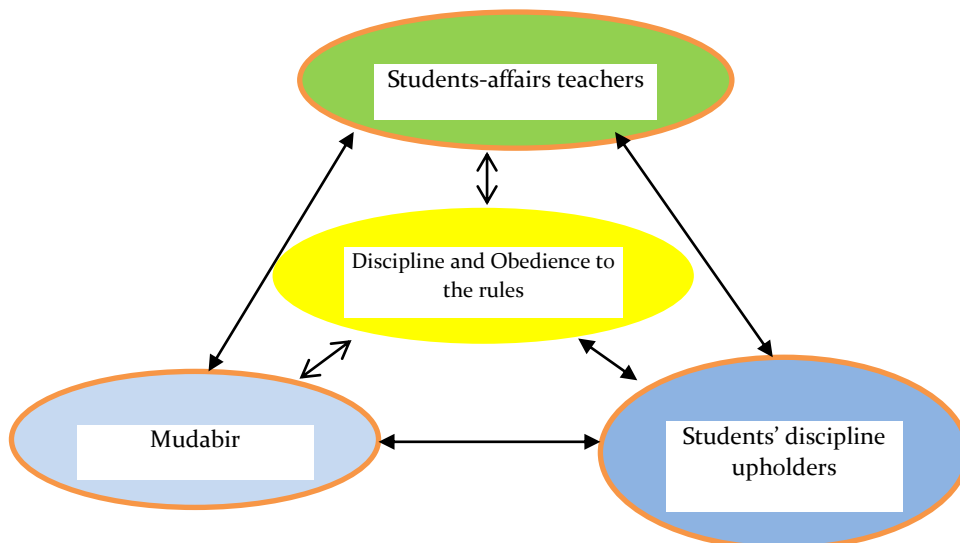 Students-affairs teachers
Discipline and Obedience to
the rules
Mudabir
Students’ discipline
upholders